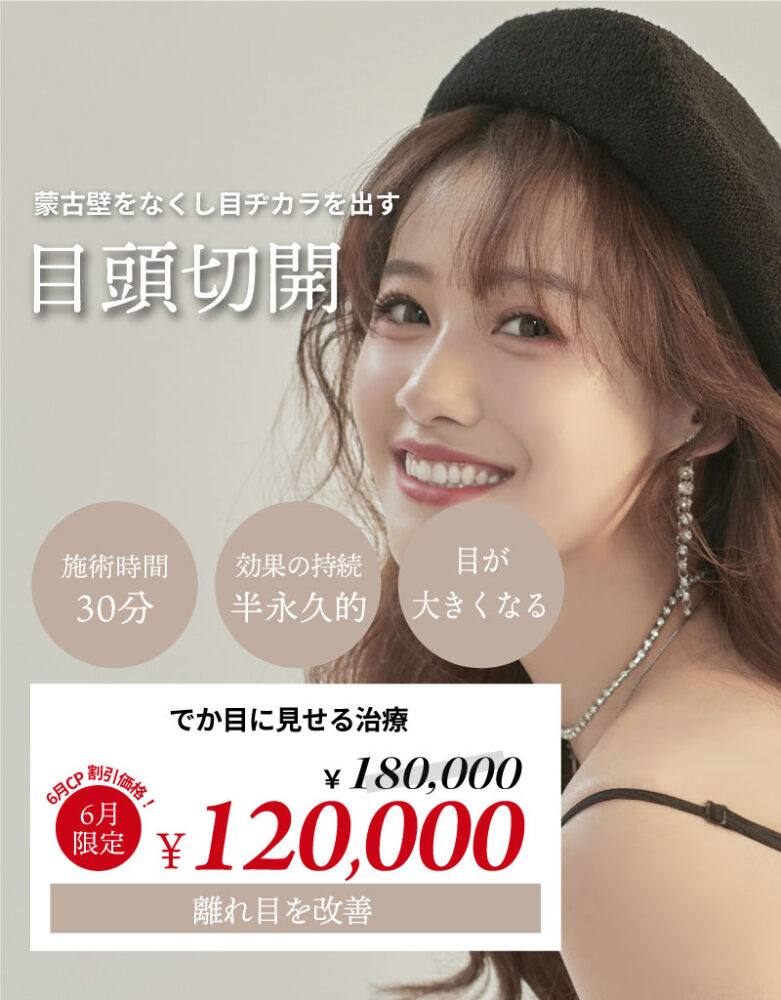 蒙古壁をなくし目ヂカラを出す
目頭切開
施術時間
30分
効果の持続
半永久的
目が
大きくなる
でか目に見せる治療
¥180,000
6月CP 割引価格!
6月
限定
¥120,000
離れ目を改善